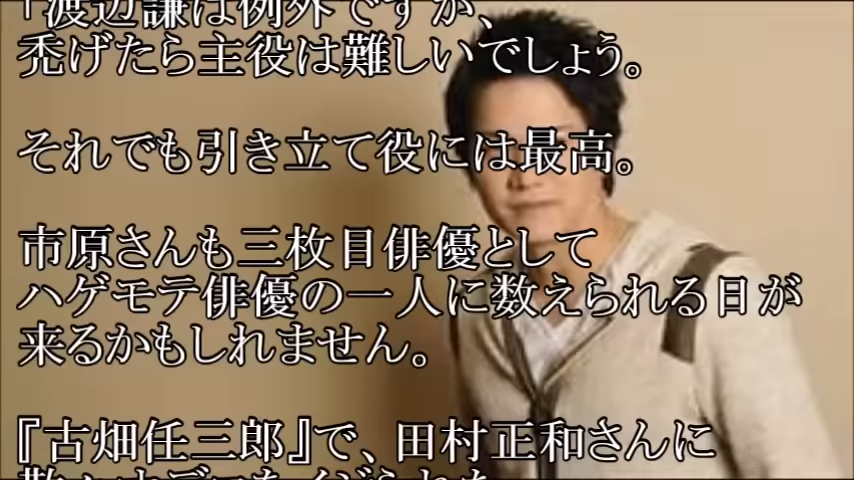 「渡辺謙は例外ですが、
禿げたら主役は難しいでしょう。
それでも引き立て役には最高。
市原さんも三枚目俳優として
ハゲモテ俳優の一人に数えられる日が
来るかもしれません。
『古畑任三郎』で、田村正和さんに